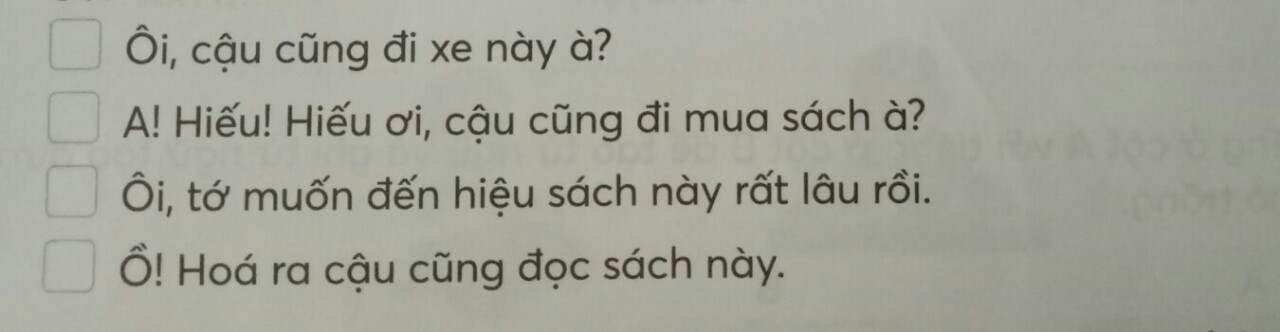 Ôi, cậu cũng đi xe này à?
A! Hiếu! Hiếu ơi, cậu cũng đi mua sách à?
Ôi, tớ muốn đến hiệu sách này rất lâu rồi.
Ồ! Hoá ra cậu cũng đọc sách này.